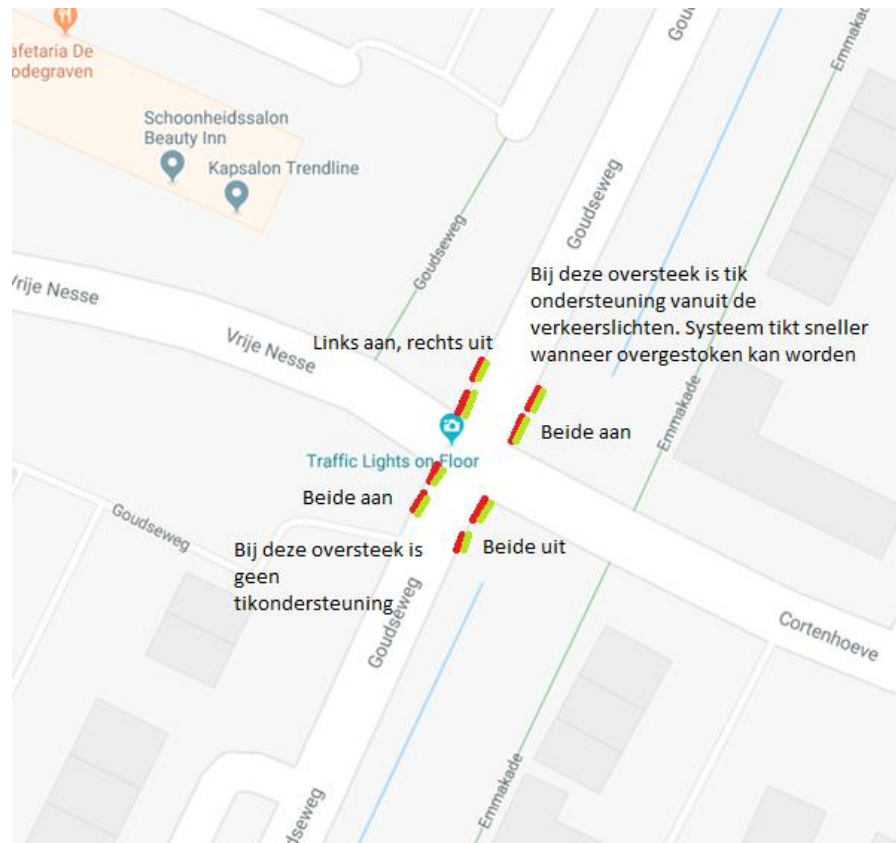 afetaria De
odegraven
Schoonheidssalon
Beauty Inn
Kapsalon Trendline
Gou
Emmakade
Goudseweg
Goudseweg
Vrije Nesse
Vrije Nesse
Bij deze oversteek is tik
ondersteuning vanuit de
verkeerslichten. Systeem tikt sneller
wanneer overgestoken kan worden
Links aan, rechts uit
Emmakade
Beide aan
Traffic Lights on Floor
Beide aan
Goudseweg
Bij deze oversteek is
geen
tikondersteuning
Beide uit
Goudseweg
Cortenhoeve
Emmakade
udseweg